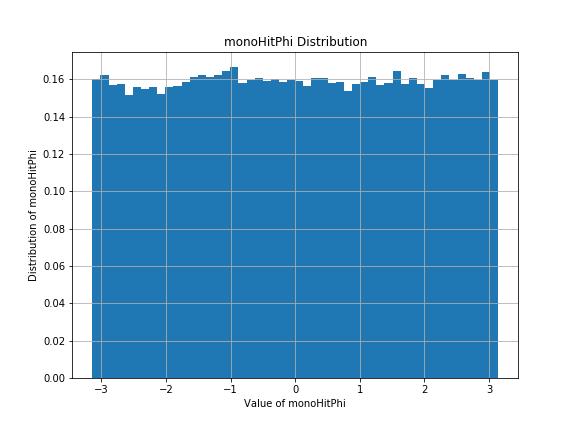 monoHitPhi Distribution
0.16
0.14
0.12
0.10
0.08
0.06
0.04
0.02
0.00
Distribution of monoHitPhi
−3 −2 −1 0 1 2 3
Value of monoHitPhi